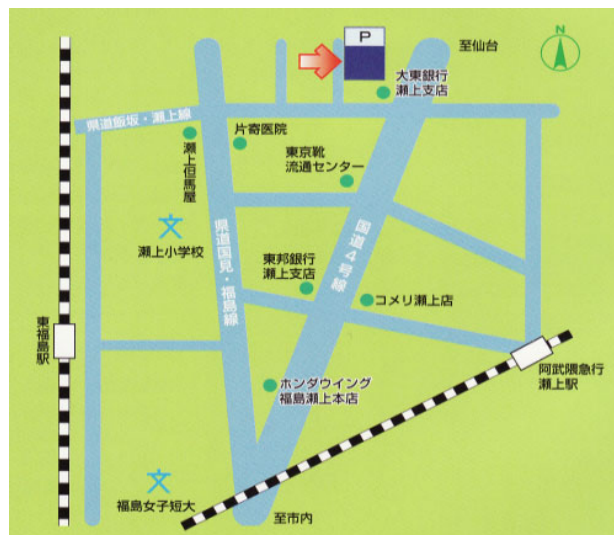 N
P
至仙台
大東銀行
瀬上支店
県道飯坂・瀬上線
片寄医院
瀬上但馬屋
東京靴
流通センター
瀬上小学校
県道国見・福島線
国道4号線
東邦銀行
瀬上支店
コメリ瀬上店
東福島駅
阿武隈急行
瀬上駅
ホンダウイング
福島瀬上本店
福島女子短大
至市内